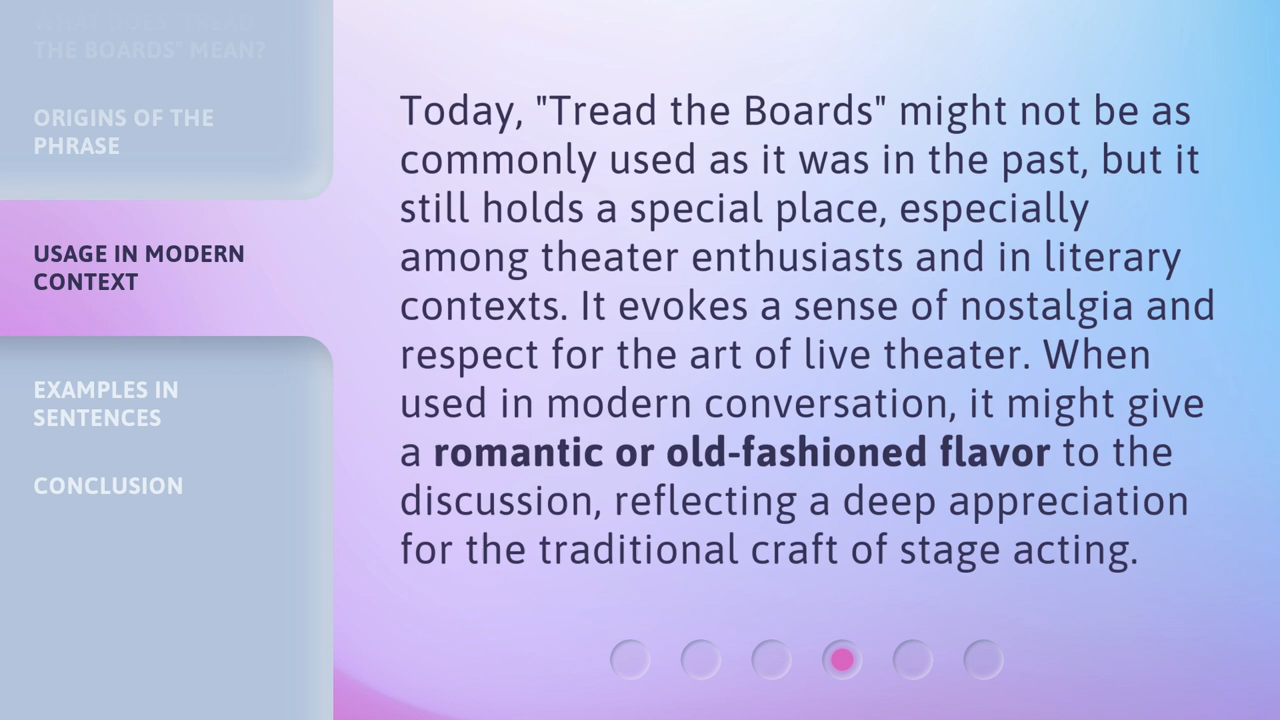 THE BOARDS" MEAN?
ORIGINS OF THE
PHRASE
USAGE IN MODERN
CONTEXT
EXAMPLES IN
SENTENCES
CONCLUSION
Today, "Tread the Boards" might not be as
commonly used as it was in the past, but it
still holds a special place, especially
among theater enthusiasts and in literary
contexts. It evokes a sense of nostalgia and
respect for the art of live theater. When
used in modern conversation, it might give
a romantic or old-fashioned flavor to the
discussion, reflecting a deep appreciation
for the traditional craft of stage acting.